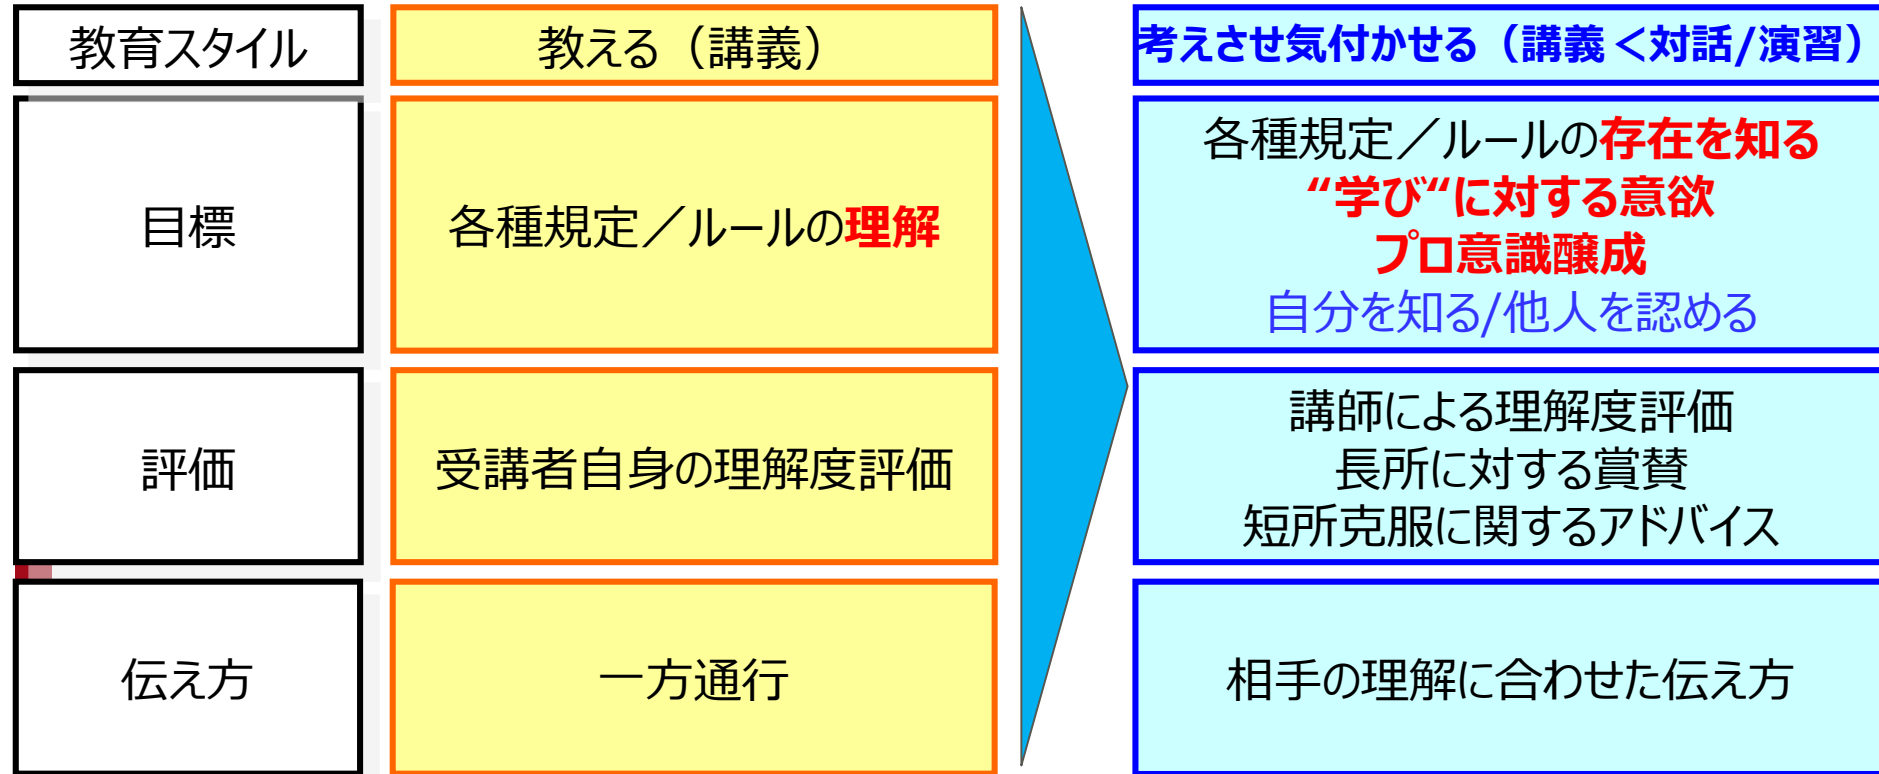 教育スタイル
教える（講義）
考えさせ気付かせる（講義＜対話/演習）
目標
各種規定／ルールの理解
各種規定／ルールの存在を知る
“学び“に対する意欲
プロ意識醸成
自分を知る/他人を認める
評価
受講者自身の理解度評価
講師による理解度評価
長所に対する賞賛
短所克服に関するアドバイス
伝え方
一方通行
相手の理解に合わせた伝え方